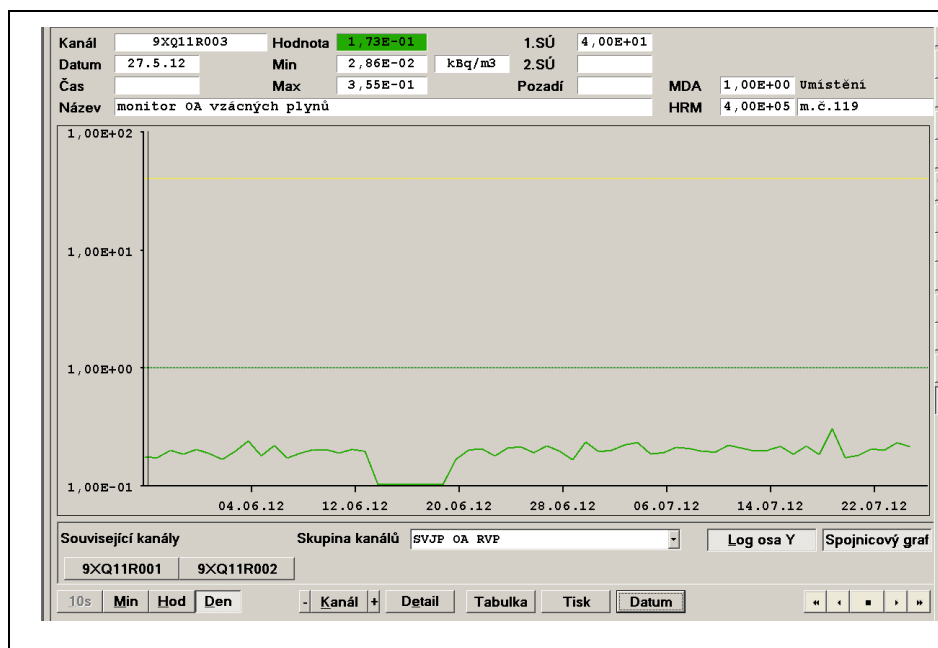 Kanál 9XQ11R003 Hodnota 1,73E-01 1.SÚ 4,00E+01
Datum 27.5.12 Min 2,86E-02 kBq/m3 2.SÚ
Čas Max 3,55E-01 Pozadí MDA 1,00E+00 Umístění
Název monitor OA vzácných plynů HRM 4,00E+05 m.č.119
1,00E+02
1,00E+01
1,00E+00
1,00E-01
04.06.12 12.06.12 20.06.12 28.06.12 06.07.12 14.07.12 22.07.12
Související kanály Skupina kanálů SVJP OA RVP Log osa Y Spojnicový graf
9XQ11R001 9XQ11R002
10s Min Hod Den - Kanál + Detail Tabulka Tisk Datum